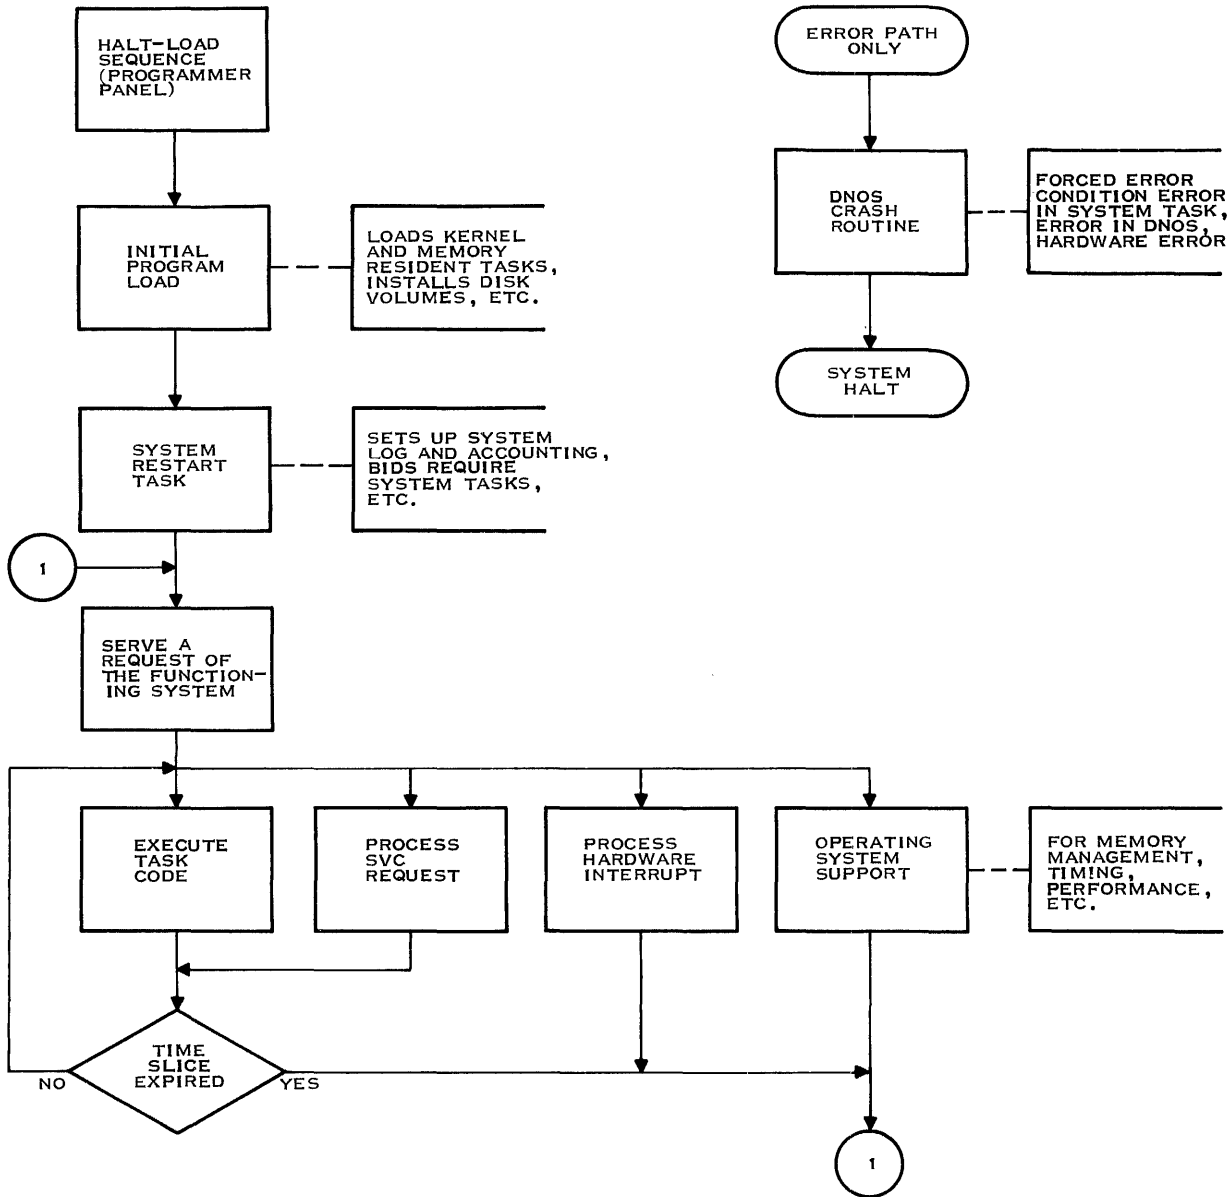 HALT-LOAD
SEQUENCE
(PROGRAMMER
PANEL)
ERROR PATH
ONLY
INITIAL
PROGRAM
LOAD
LOADS KERNEL
AND MEMORY
RESIDENT TASKS,
INSTALLS DISK
VOLUMES, ETC.
DNOS
CRASH
ROUTINE
FORCED ERROR
CONDITION ERROR
IN SYSTEM TASK,
ERROR IN DNOS,
HARDWARE ERROR
SYSTEM
HALT
SYSTEM
RESTART
TASK
SETS UP SYSTEM
LOG AND ACCOUNTING,
BIDS REQUIRE
SYSTEM TASKS,
ETC.
1
SERVE A
REQUEST OF
THE FUNCTION-
ING SYSTEM
EXECUTE
TASK
CODE
PROCESS
SVC
REQUEST
PROCESS
HARDWARE
INTERRUPT
OPERATING
SYSTEM
SUPPORT
FOR MEMORY
MANAGEMENT,
TIMING,
PERFORMANCE,
ETC.
TIME
SLICE
EXPIRED
NO
YES
1